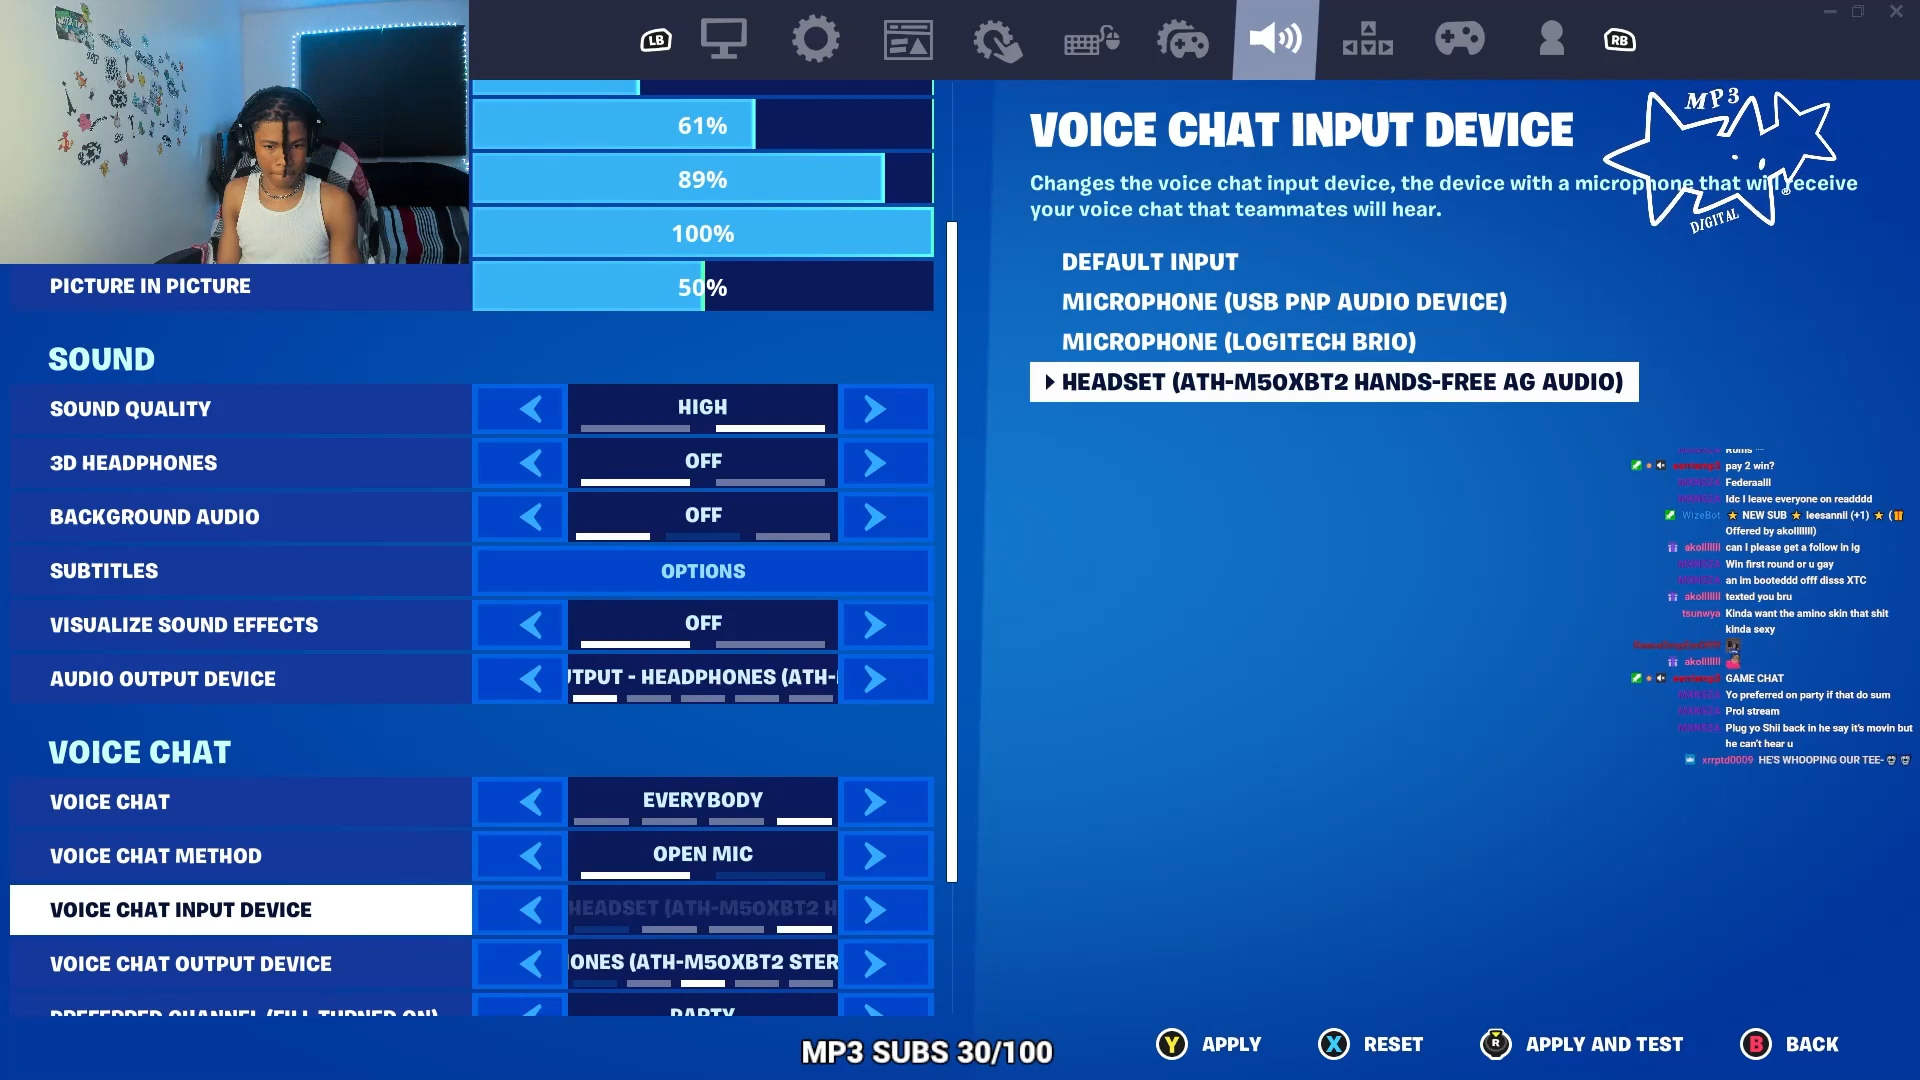 LB
RB
61%
89%
100%
PICTURE IN PICTURE
50%
SOUND
SOUND QUALITY
HIGH
3D HEADPHONES
OFF
BACKGROUND AUDIO
OFF
SUBTITLES
OPTIONS
VISUALIZE SOUND EFFECTS
OFF
AUDIO OUTPUT DEVICE
UTPUT - HEADPHONES (ATH-
VOICE CHAT
VOICE CHAT
EVERYBODY
VOICE CHAT METHOD
OPEN MIC
VOICE CHAT INPUT DEVICE
HEADSET (ATH-M50XBT2 H
VOICE CHAT OUTPUT DEVICE
ONES (ATH-M50XBT2 STER
PREFERRED CHANNEL (FILL TURNED ON)
PARTY
VOICE CHAT INPUT DEVICE
Changes the voice chat input device, the device with a microphone that will receive
your voice chat that teammates will hear.
DEFAULT INPUT
MICROPHONE (USB PNP AUDIO DEVICE)
MICROPHONE (LOGITECH BRIO)
HEADSET (ATH-M50XBT2 HANDS-FREE AG AUDIO)
MP3
DIGITAL
pay 2 win?
Federaalll
Idc I leave everyone on readddd
WizeBot ★ NEW SUB ★ leesannii (+1) ★ (
Offered by akollllllll)
can I please get a follow in ig
Win first round or u gay
an im booteddd offf disss XTC
texted you bru
tsunwya Kinda want the amino skin that shit
kinda sexy
GAME CHAT
Yo preferred on party if that do sum
Prol stream
Plug yo Shii back in he say it's movin but
he can't hear u
xrrptd0009 HE'S WHOOPING OUR TEE-
MP3 SUBS 30/100
Y APPLY
X RESET
R APPLY AND TEST
B BACK